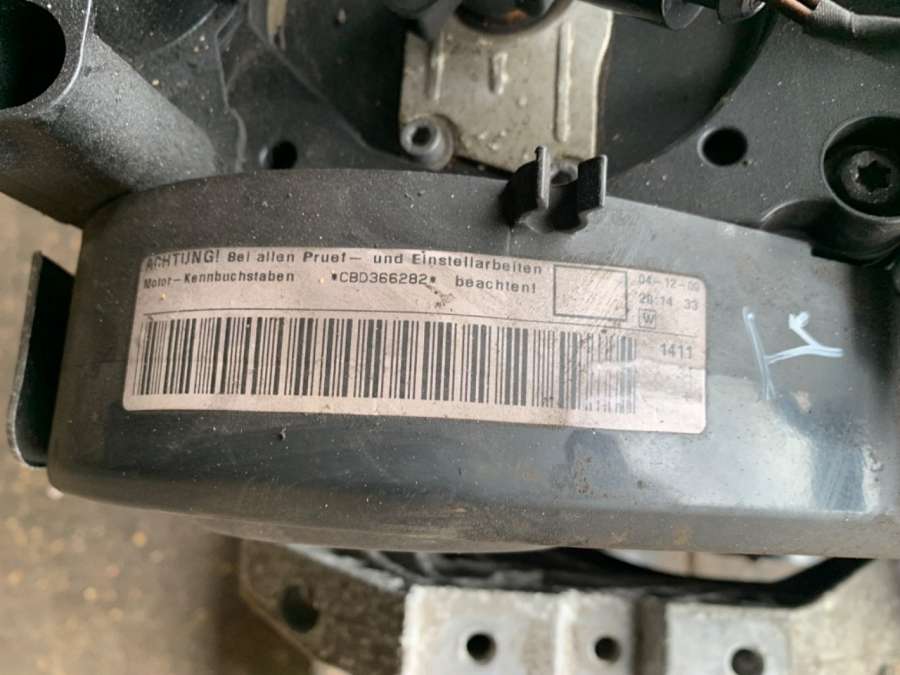 ACHTUNG! Bei allen Pruef- und Einstellarbeiten
Motor-Kennbuchstaben *CBD366282* beachten!
04-12-09
20:14 33
W
1411